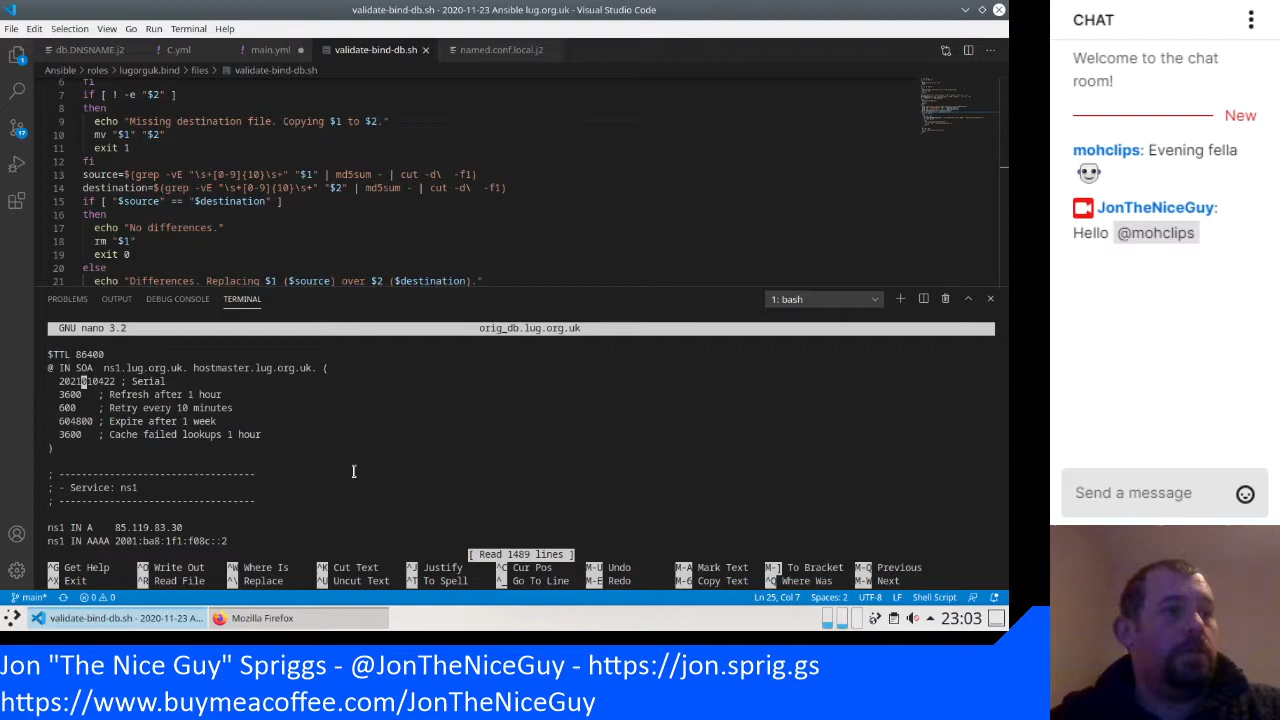 validate-bind-db.sh - 2020-11-23 Ansible lug.org.uk - Visual Studio Code
File Edit Selection View Go Run Terminal Help
db.DNSNAME.j2 ! C.yml ! main.yml validate-bind-db.sh named.conf.local.j2
Ansible > roles > lugorguk.bind > files > validate-bind-db.sh
6 fi
7 if [ ! -e "$2" ]
8 then
9 echo "Missing destination file. Copying $1 to $2."
10 mv "$1" "$2"
11 exit 1
12 fi
13 source=$(grep -vE "\s+[0-9]{10}\s+" "$1" | md5sum - | cut -d\  -f1)
14 destination=$(grep -vE "\s+[0-9]{10}\s+" "$2" | md5sum - | cut -d\  -f1)
15 if [ "$source" == "$destination" ]
16 then
17 echo "No differences."
18 rm "$1"
19 exit 0
20 else
21 echo "Differences. Replacing $1 ($source) over $2 ($destination)."
PROBLEMS OUTPUT DEBUG CONSOLE TERMINAL 1: bash
GNU nano 3.2 orig_db.lug.org.uk
$TTL 86400
@ IN SOA ns1.lug.org.uk. hostmaster.lug.org.uk. (
2021010422 ; Serial
3600 ; Refresh after 1 hour
600 ; Retry every 10 minutes
604800 ; Expire after 1 week
3600 ; Cache failed lookups 1 hour
)
; -----------------------------------
; - Service: ns1
; -----------------------------------
ns1 IN A 85.119.83.30
ns1 IN AAAA 2001:ba8:1f1:f08c::2
[ Read 1489 lines ]
^G Get Help ^O Write Out ^W Where Is ^K Cut Text ^J Justify ^C Cur Pos M-U Undo M-A Mark Text M-] To Bracket M-Q Previous
^X Exit ^R Read File ^\ Replace ^U Uncut Text ^T To Spell ^_ Go To Line M-E Redo M-6 Copy Text ^Q Where Was M-W Next
main* 0 0 Ln 25, Col 7 Spaces: 2 UTF-8 LF Shell Script
validate-bind-db.sh - 2020-11-23 A... Mozilla Firefox 23:03
CHAT
Welcome to the chat
room!
New
mohclips: Evening fella
JonTheNiceGuy:
Hello @mohclips
Send a message
1
17
Jon "The Nice Guy" Spriggs - @JonTheNiceGuy - https://jon.sprig.gs
https://www.buymeacoffee.com/JonTheNiceGuy